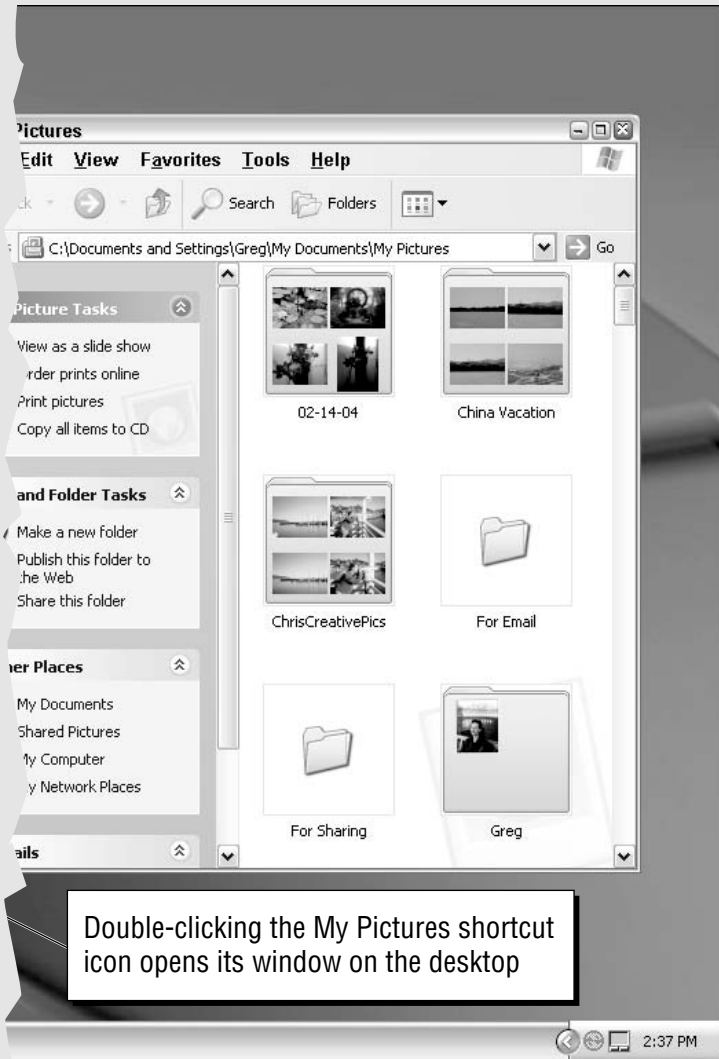 Pictures
Edit View Favorites Tools Help
Search Folders
C:\Documents and Settings\Greg\My Documents\My Pictures Go
Picture Tasks
View as a slide show
prints online
Print pictures
Copy all items to CD
and Folder Tasks
Make a new folder
Publish this folder to
the Web
Share this folder
Places
My Documents
Shared Pictures
My Computer
Network Places
02-14-04 China Vacation
ChrisCreativePics For Email
For Sharing Greg
Double-clicking the My Pictures shortcut
icon opens its window on the desktop
2:37 PM